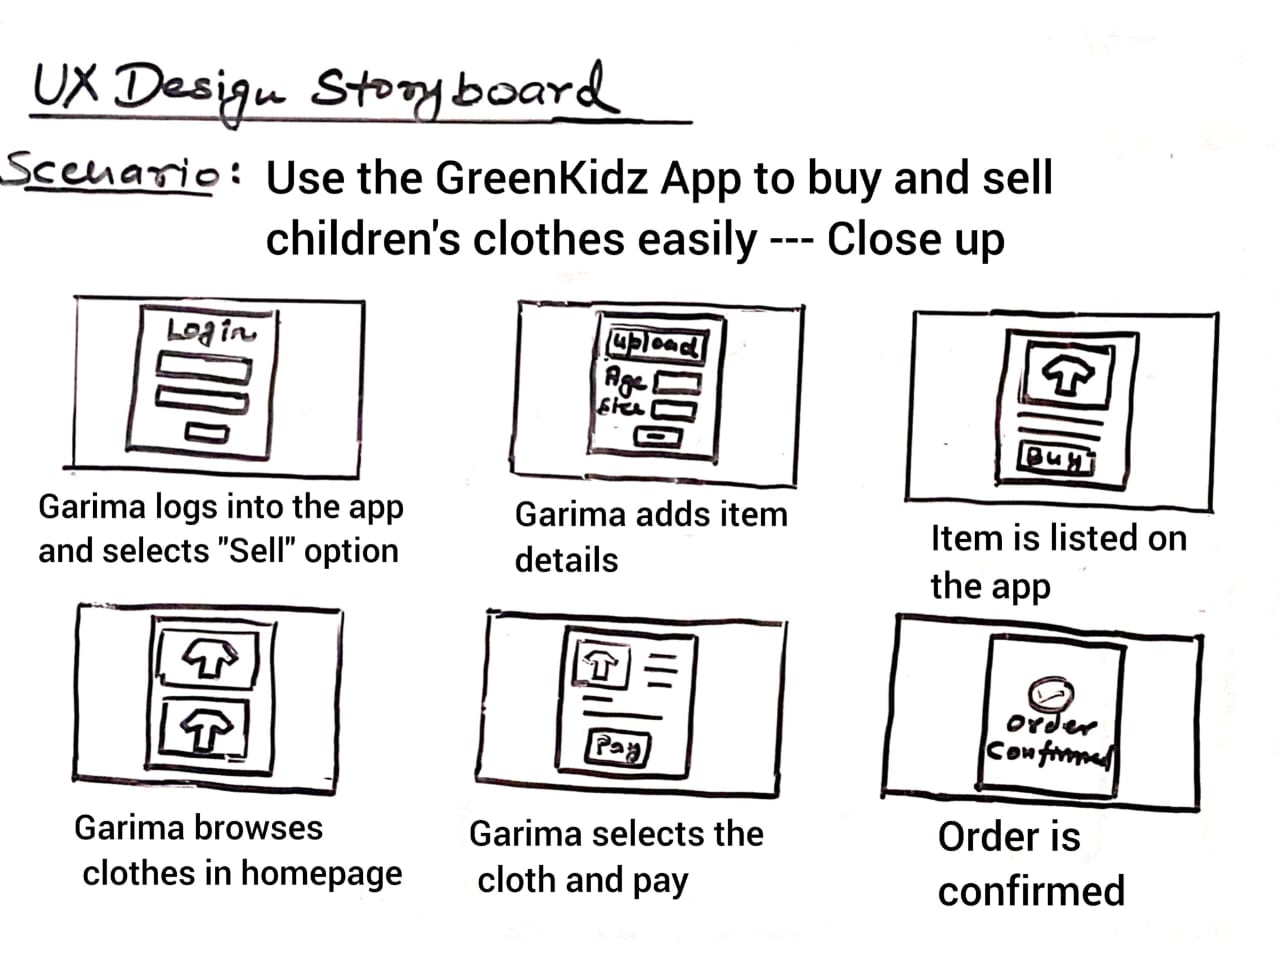 UX Design Storyboard
Scenario: Use the GreenKidz App to buy and sell
children's clothes easily --- Close up
Login
Upload
Age
Size
Buy
Garima logs into the app
and selects "Sell" option
Garima adds item
details
Item is listed on
the app
Pay
Order
Confirmed
Garima browses
clothes in homepage
Garima selects the
cloth and pay
Order is
confirmed